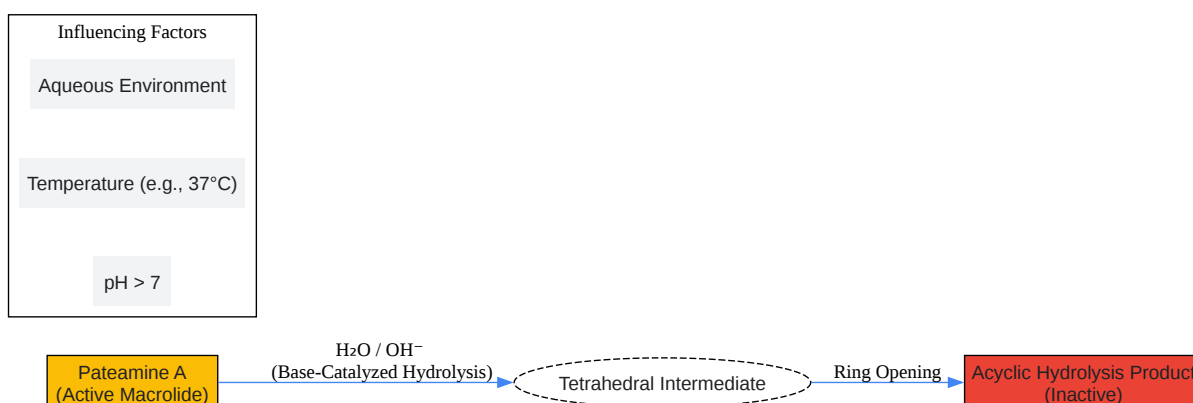 Influencing Factors
Aqueous Environment
Temperature (e.g., 37°C)
pH > 7
Pateamine A
(Active Macrolide)
H₂O / OH⁻
(Base-Catalyzed Hydrolysis)
Tetrahedral Intermediate
Ring Opening
Acyclic Hydrolysis Product
(Inactive)